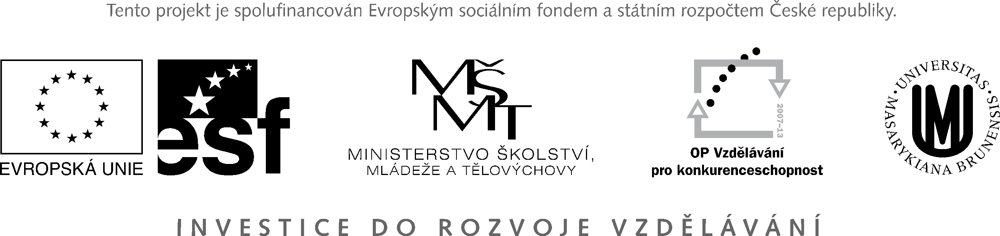 Tento projekt je spolufinancován Evropským sociálním fondem a státním rozpočtem České republiky.
EVROPSKÁ UNIE
esf
MŠMT
MINISTERSTVO ŠKOLSTVÍ,
MLÁDEŽE A TĚLOVÝCHOVY
2007-13
OP Vzdělávání
pro konkurenceschopnost
UNIVERSITAS · MASARYKIANA BRUNENSIS ·
INVESTICE DO ROZVOJE VZDĚLÁVÁNÍ